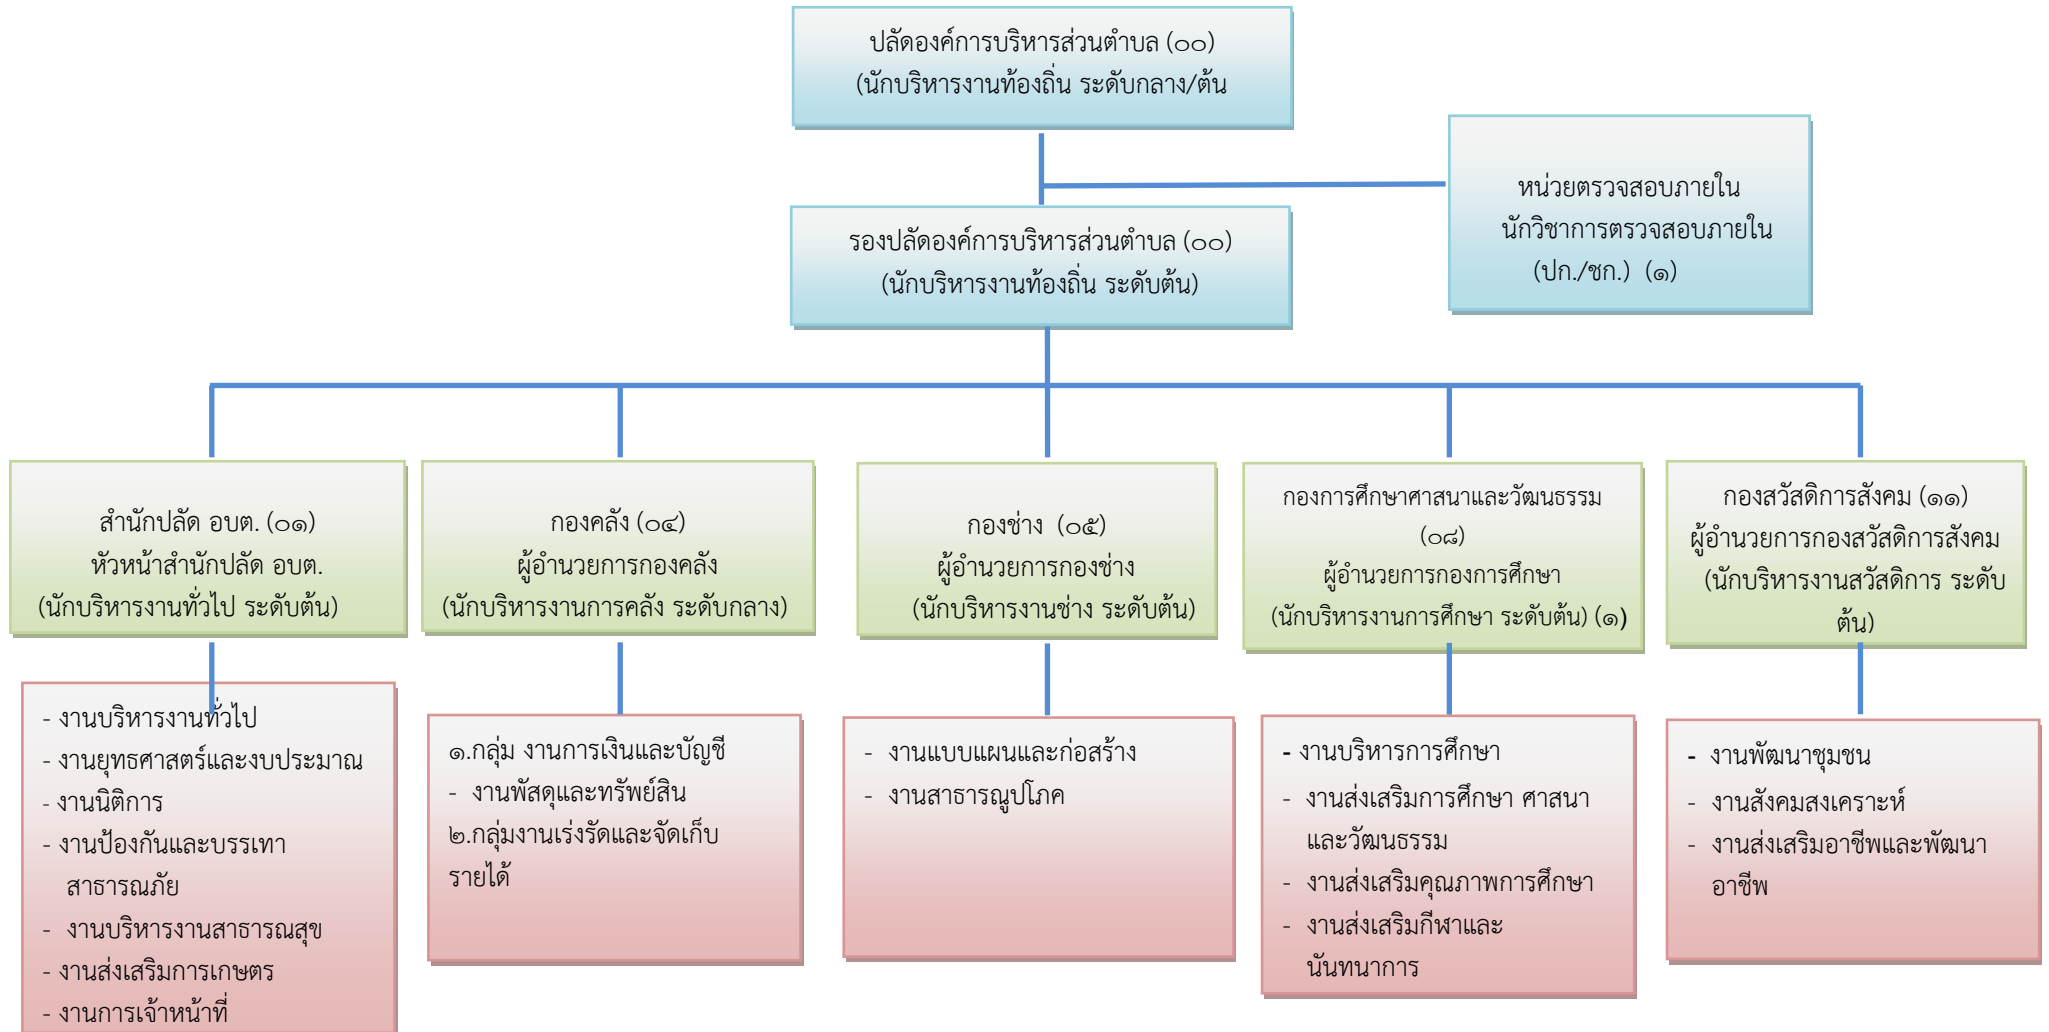 ปลัดองค์การบริหารส่วนตำบล (๐๐)
(นักบริหารงานท้องถิ่น ระดับกลาง/ต้น
หน่วยตรวจสอบภายใน
นักวิชาการตรวจสอบภายใน
(ปก./ชก.) (๑)
รองปลัดองค์การบริหารส่วนตำบล (๐๐)
(นักบริหารงานท้องถิ่น ระดับต้น)
สำนักปลัด อบต. (๐๑)
หัวหน้าสำนักปลัด อบต.
(นักบริหารงานทั่วไป ระดับต้น)
กองคลัง (๐๔)
ผู้อำนวยการกองคลัง
(นักบริหารงานการคลัง ระดับกลาง)
กองช่าง (๐๕)
ผู้อำนวยการกองช่าง
(นักบริหารงานช่าง ระดับต้น)
กองการศึกษาศาสนาและวัฒนธรรม
(๐๘)
ผู้อำนวยการกองการศึกษา
(นักบริหารงานการศึกษา ระดับต้น) (๑)
กองสวัสดิการสังคม (๑๑)
ผู้อำนวยการกองสวัสดิการสังคม
(นักบริหารงานสวัสดิการ ระดับ
ต้น)
- งานบริหารงานทั่วไป
- งานยุทธศาสตร์และงบประมาณ
- งานนิติการ
- งานป้องกันและบรรเทา
สาธารณภัย
- งานบริหารงานสาธารณสุข
- งานส่งเสริมการเกษตร
- งานการเจ้าหน้าที่
๑.กลุ่ม งานการเงินและบัญชี
- งานพัสดุและทรัพย์สิน
๒.กลุ่มงานเร่งรัดและจัดเก็บ
รายได้
- งานแบบแผนและก่อสร้าง
- งานสาธารณูปโภค
- งานบริหารการศึกษา
- งานส่งเสริมการศึกษา ศาสนา
และวัฒนธรรม
- งานส่งเสริมคุณภาพการศึกษา
- งานส่งเสริมกีฬาและ
นันทนาการ
- งานพัฒนาชุมชน
- งานสังคมสงเคราะห์
- งานส่งเสริมอาชีพและพัฒนา
อาชีพ